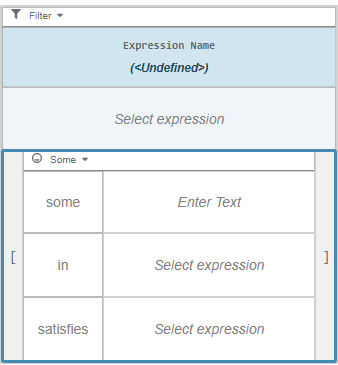 Filter
Expression Name
(<Undefined>)
Select expression
Some
some Enter Text
[ in Select expression ]
satisfies Select expression